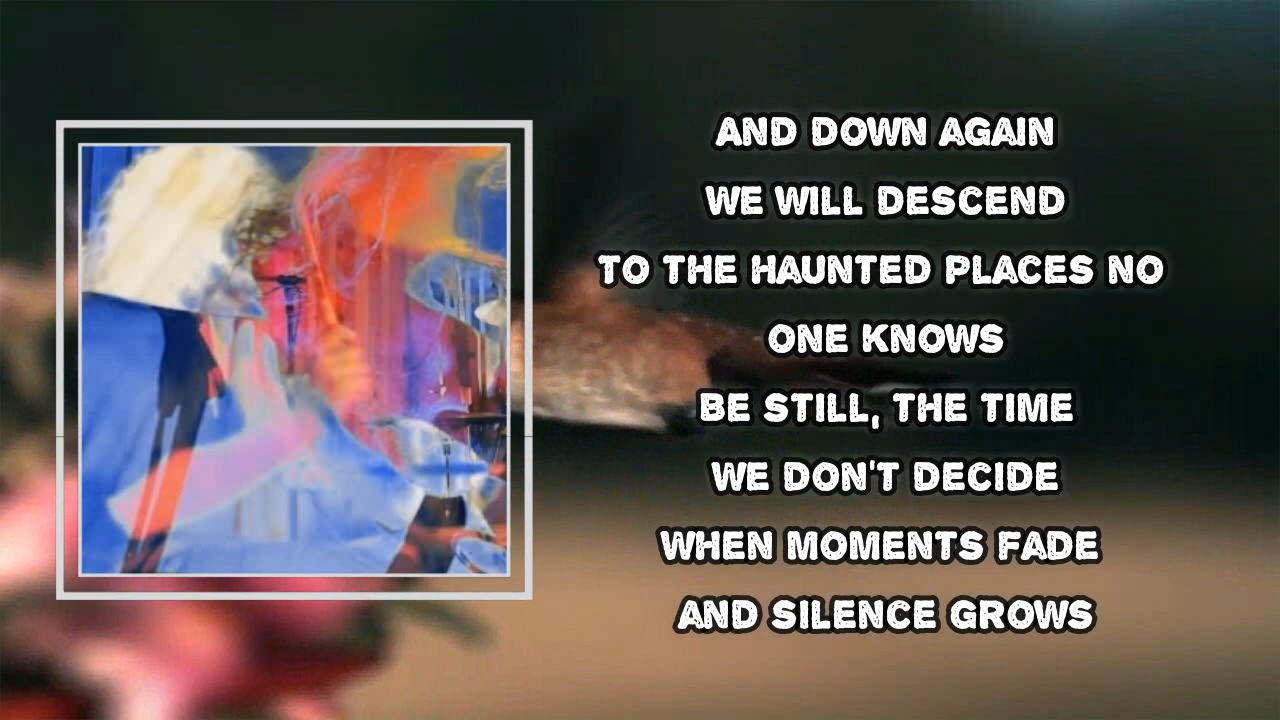 AND DOWN AGAIN
WE WILL DESCEND
TO THE HAUNTED PLACES NO
ONE KNOWS
BE STILL, THE TIME
WE DON'T DECIDE
WHEN MOMENTS FADE
AND SILENCE GROWS